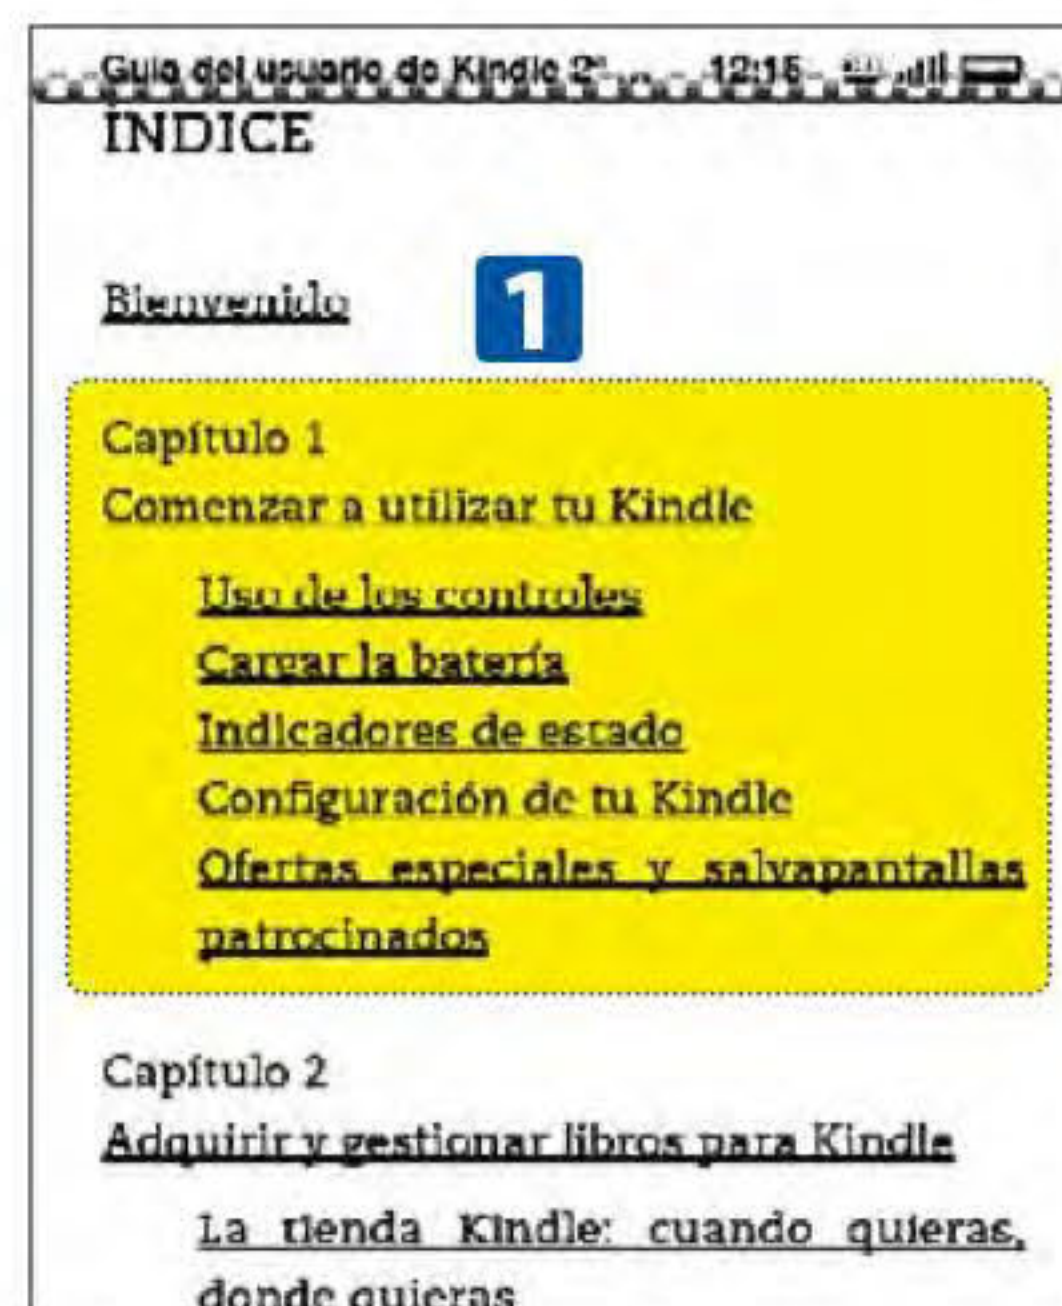 Guía del usuario de Kindle 2ª ... 12:15
ÍNDICE
Bienvenido
1
Capítulo 1
Comenzar a utilizar tu Kindle
Uso de los controles
Cargar la batería
Indicadores de estado
Configuración de tu Kindle
Ofertas especiales y salvapantallas
patrocinados
Capítulo 2
Adquirir y gestionar libros para Kindle
La tienda Kindle: cuando quieras,
donde quieras